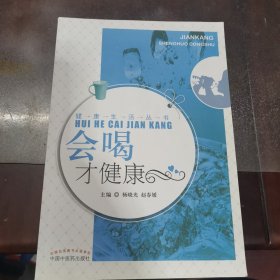 JIANKANG
SHENGHUO CONGSHU
健康生活丛书
HUI HE CAI JIAN KANG
会喝
才健康
主编 杨晓光 赵春媛
中国中医药出版社